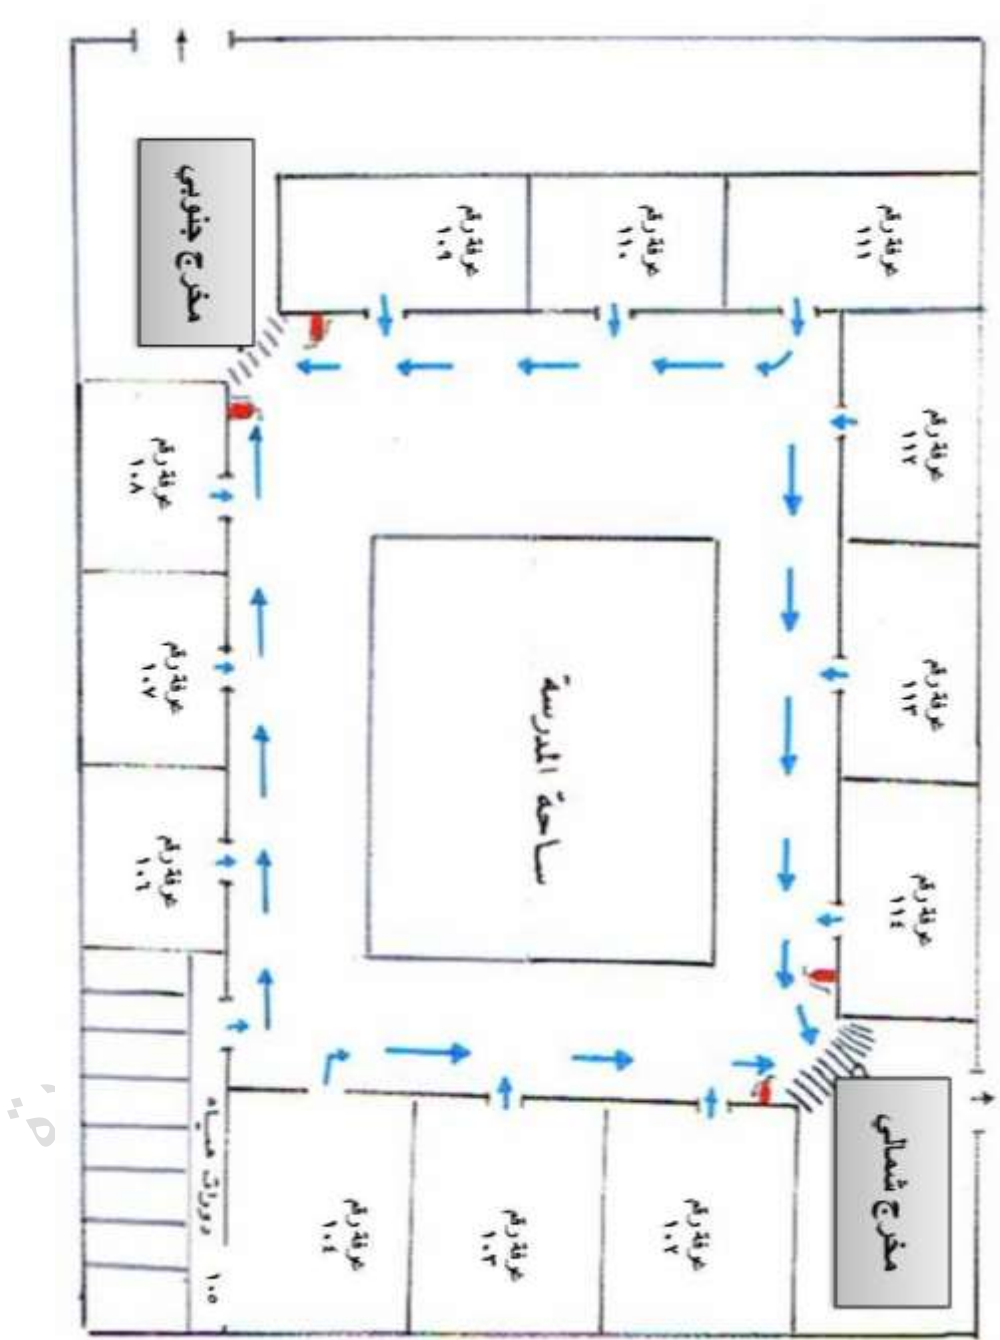 غرفة رقم
١١٤
غرفة رقم
١١٣
غرفة رقم
١١٢
غرفة رقم
١١١
مخرج شمالي
غرفة رقم
١٠٢
غرفة رقم
١١٠
ساحة المدرسة
غرفة رقم
١٠٣
غرفة رقم
١٠٩
غرفة رقم
١٠٤
١٠٥ دورات مياه
غرفة رقم
١٠٦
غرفة رقم
١٠٧
غرفة رقم
١٠٨
مخرج جنوبي